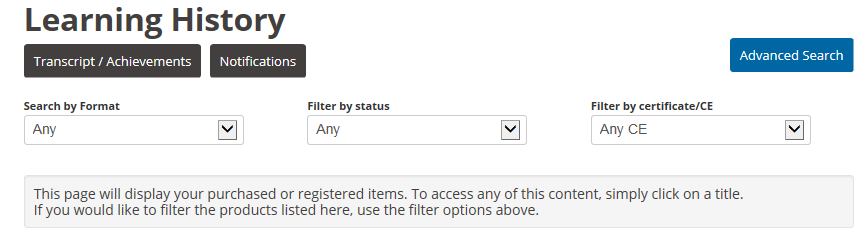 Learning History
Transcript / Achievements
Notifications
Advanced Search
Search by Format
Filter by status
Filter by certificate/CE
Any
Any
Any CE
This page will display your purchased or registered items. To access any of this content, simply click on a title.
If you would like to filter the products listed here, use the filter options above.